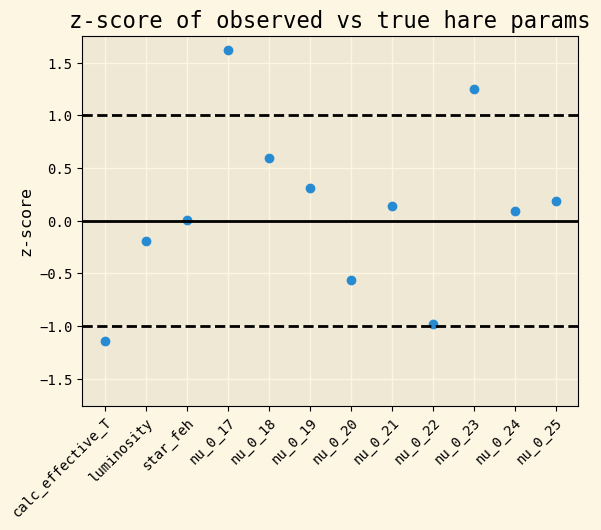 z-score of observed vs true hare params
z-score
1.5
1.0
0.5
0.0
−0.5
−1.0
−1.5
calc_effective_T
luminosity
star_feh
nu_0_17
nu_0_18
nu_0_19
nu_0_20
nu_0_21
nu_0_22
nu_0_23
nu_0_24
nu_0_25